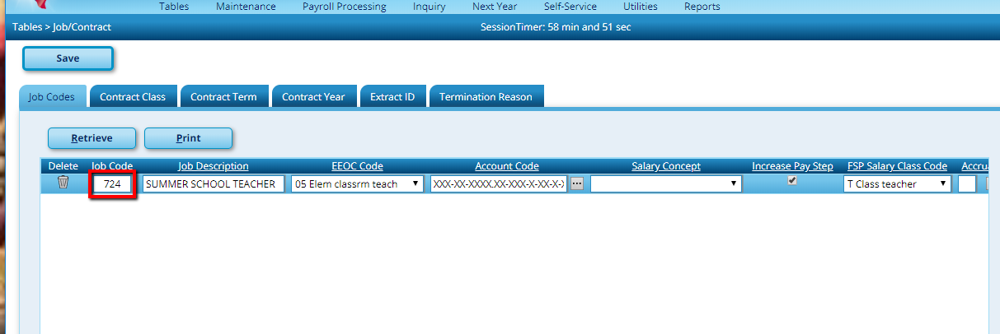 Tables Maintenance Payroll Processing Inquiry Next Year Self-Service Utilities Reports
Tables > Job/Contract SessionTimer: 58 min and 51 sec
Save
Job Codes Contract Class Contract Term Contract Year Extract ID Termination Reason
Retrieve Print
Delete Job Code Job Description EEOC Code Account Code Salary Concept Increase Pay Step FSP Salary Class Code
724 SUMMER SCHOOL TEACHER 05 Elem classrm teach XXX-XX-XXXX.XX-XXX-X-XX-X- ... T Class teacher